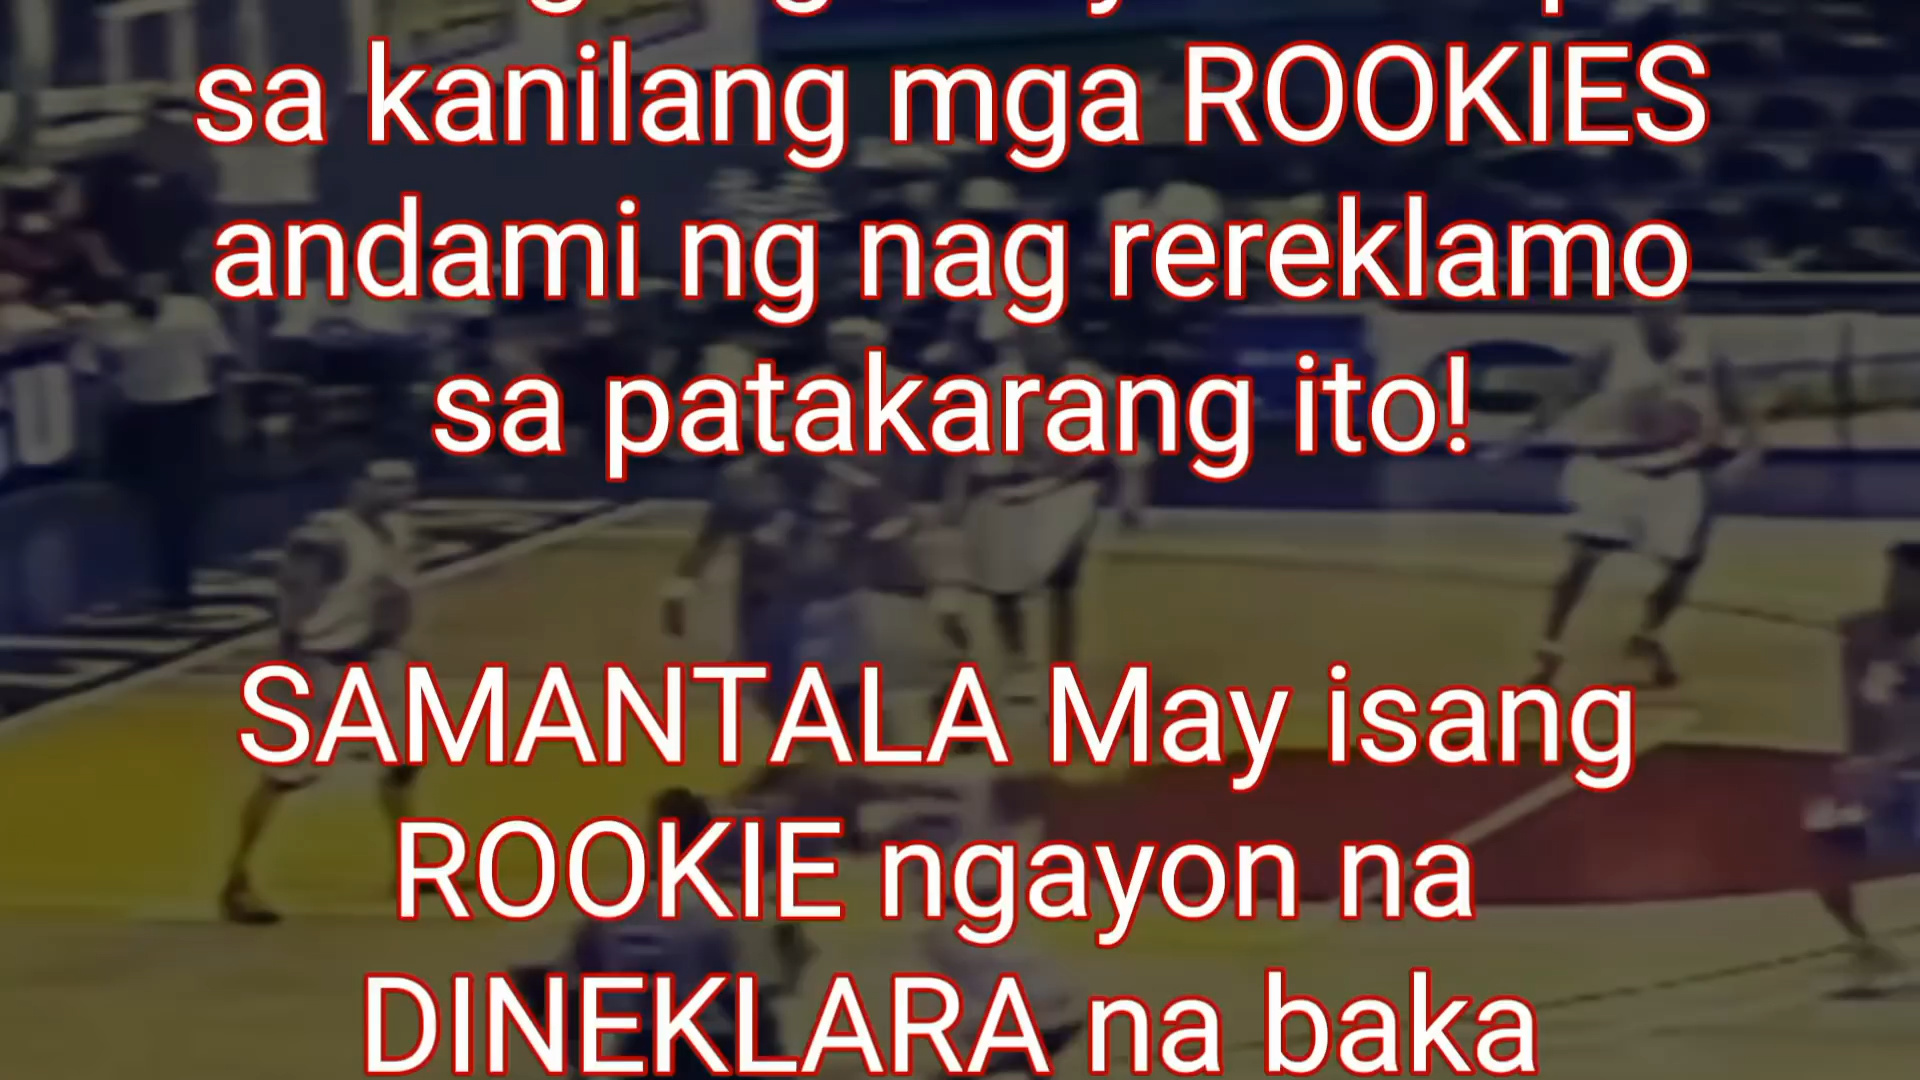 sa kanilang mga ROOKIES
andami ng nag rereklamo
sa patakarang ito!
SAMANTALA May isang
ROOKIE ngayon na
DINEKLARA na baka